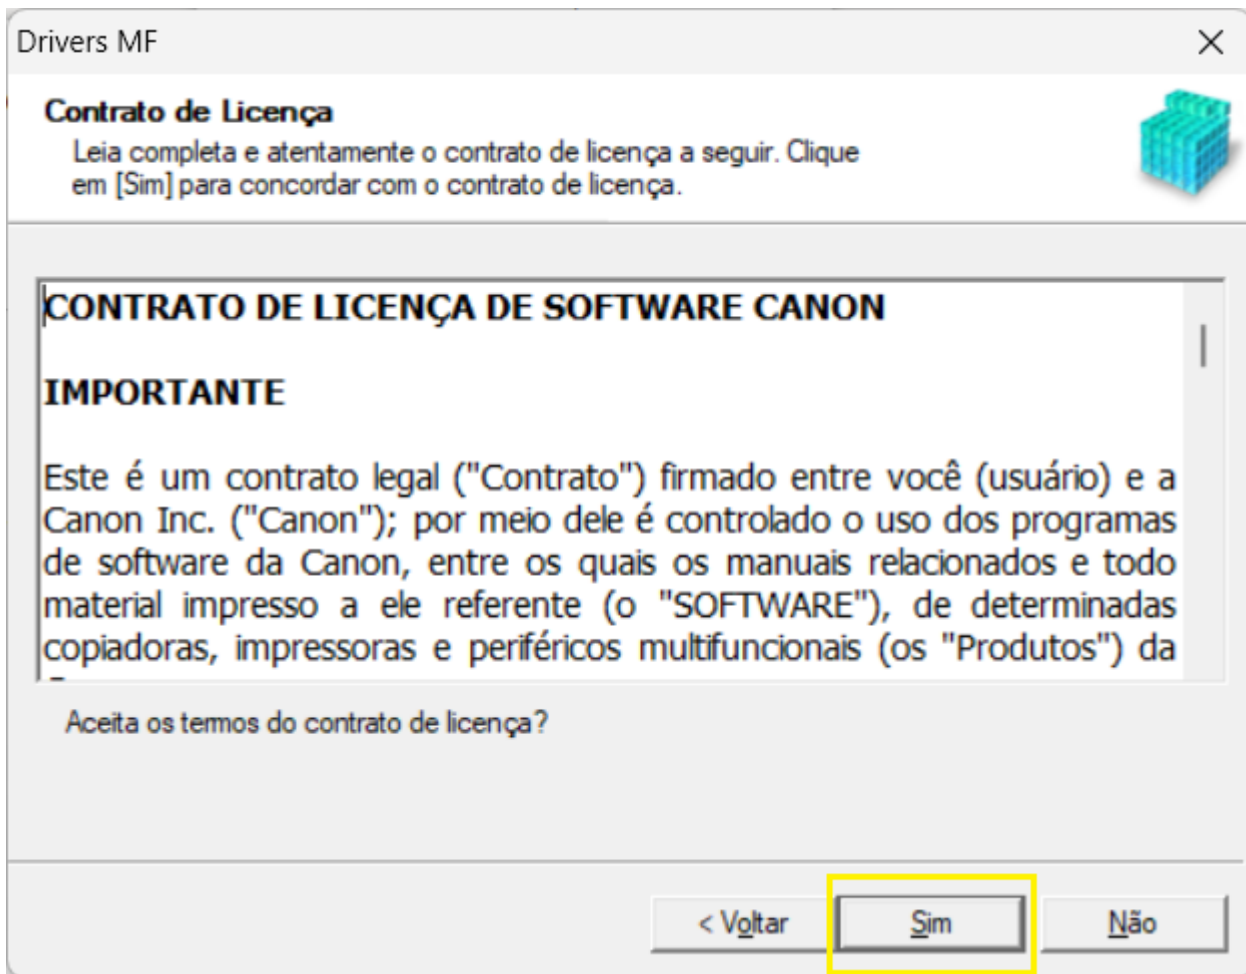 Drivers MF
Contrato de Licença
Leia completa e atentamente o contrato de licença a seguir. Clique
em [Sim] para concordar com o contrato de licença.
CONTRATO DE LICENÇA DE SOFTWARE CANON
IMPORTANTE
Este é um contrato legal ("Contrato") firmado entre você (usuário) e a
Canon Inc. ("Canon"); por meio dele é controlado o uso dos programas
de software da Canon, entre os quais os manuais relacionados e todo
material impresso a ele referente (o "SOFTWARE"), de determinadas
copiadoras, impressoras e periféricos multifuncionais (os "Produtos") da
Aceita os termos do contrato de licença?
< Voltar
Sim
Não